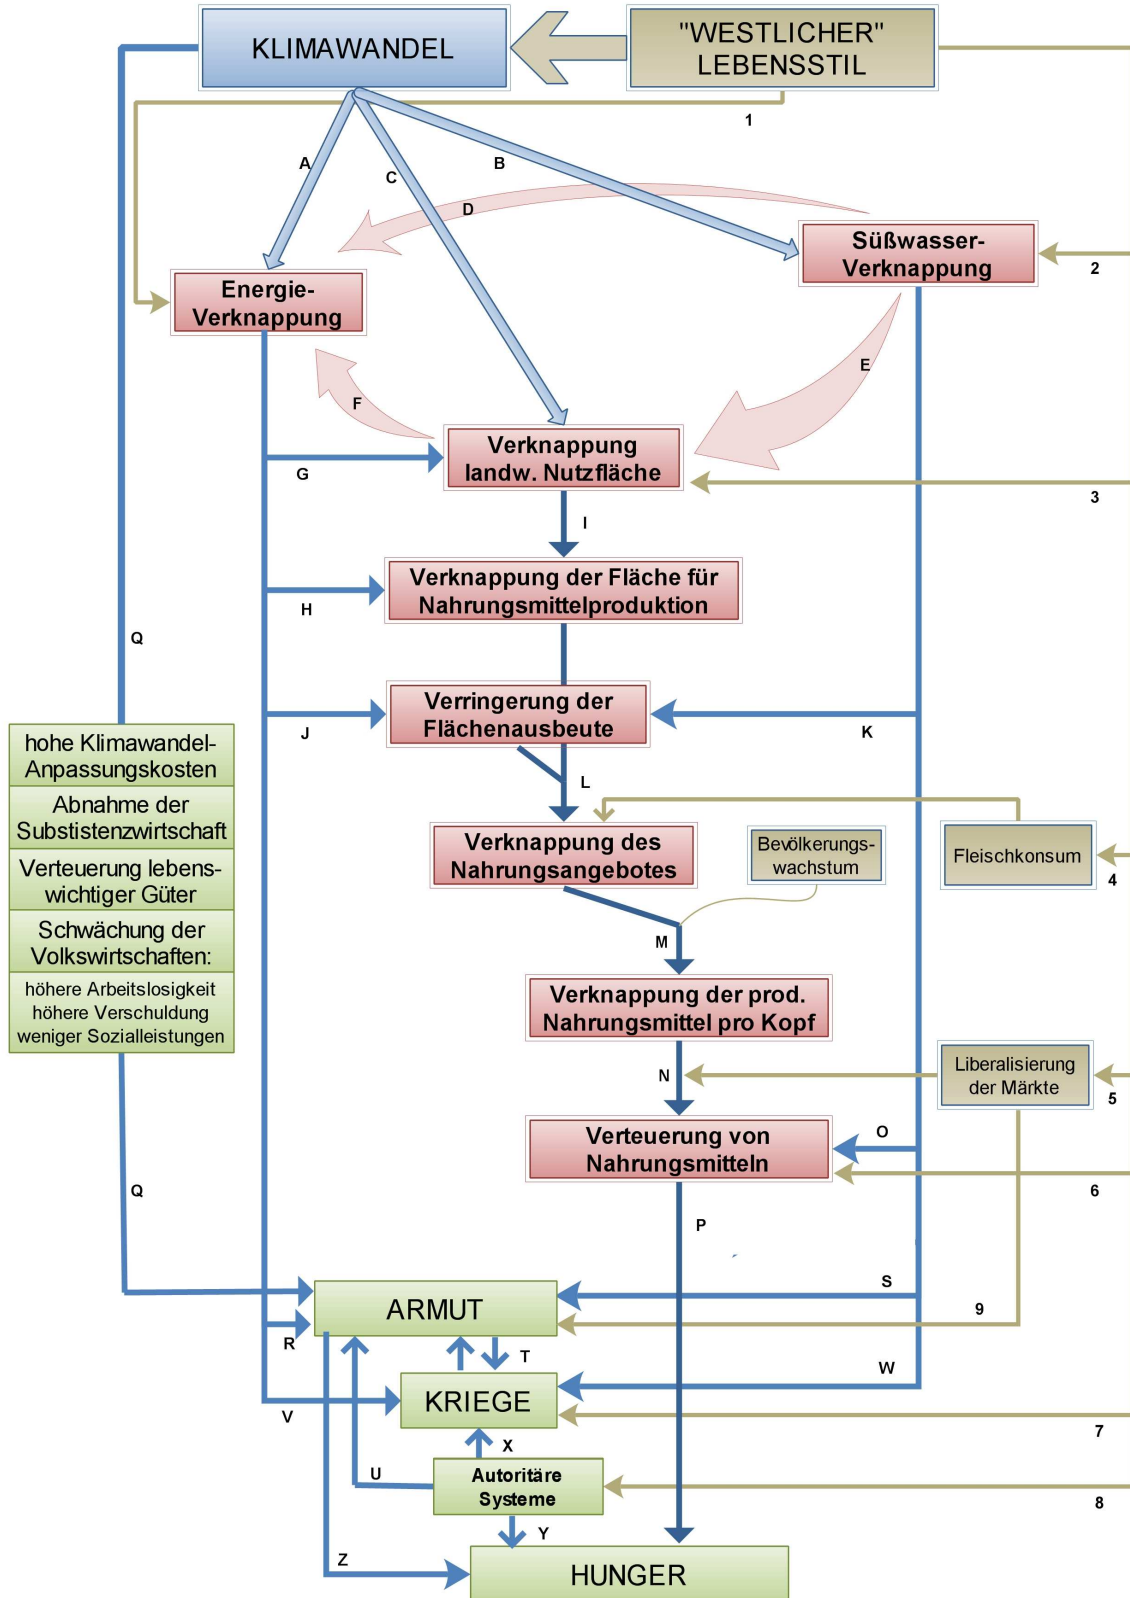 KLIMAWANDEL
"WESTLICHER"
LEBENSSTIL
1
A
C
B
D
Süßwasser-
Verknappung
2
Energie-
Verknappung
E
F
Verknappung
landw. Nutzfläche
G
3
I
Verknappung der Fläche für
Nahrungsmittelproduktion
H
Q
Verringerung der
Flächenausbeute
J
K
hohe Klimawandel-
Anpassungskosten
Abnahme der
Substistenzwirtschaft
Verteuerung lebens-
wichtiger Güter
Schwächung der
Volkswirtschaften:
höhere Arbeitslosigkeit
höhere Verschuldung
weniger Sozialleistungen
L
Verknappung des
Nahrungsangebotes
Bevölkerungs-
wachstum
Fleischkonsum
4
M
Verknappung der prod.
Nahrungsmittel pro Kopf
N
Liberalisierung
der Märkte
5
Verteuerung von
Nahrungsmitteln
O
6
Q
P
ARMUT
S
9
R
T
W
KRIEGE
V
7
X
U
Autoritäre
Systeme
8
Y
Z
HUNGER